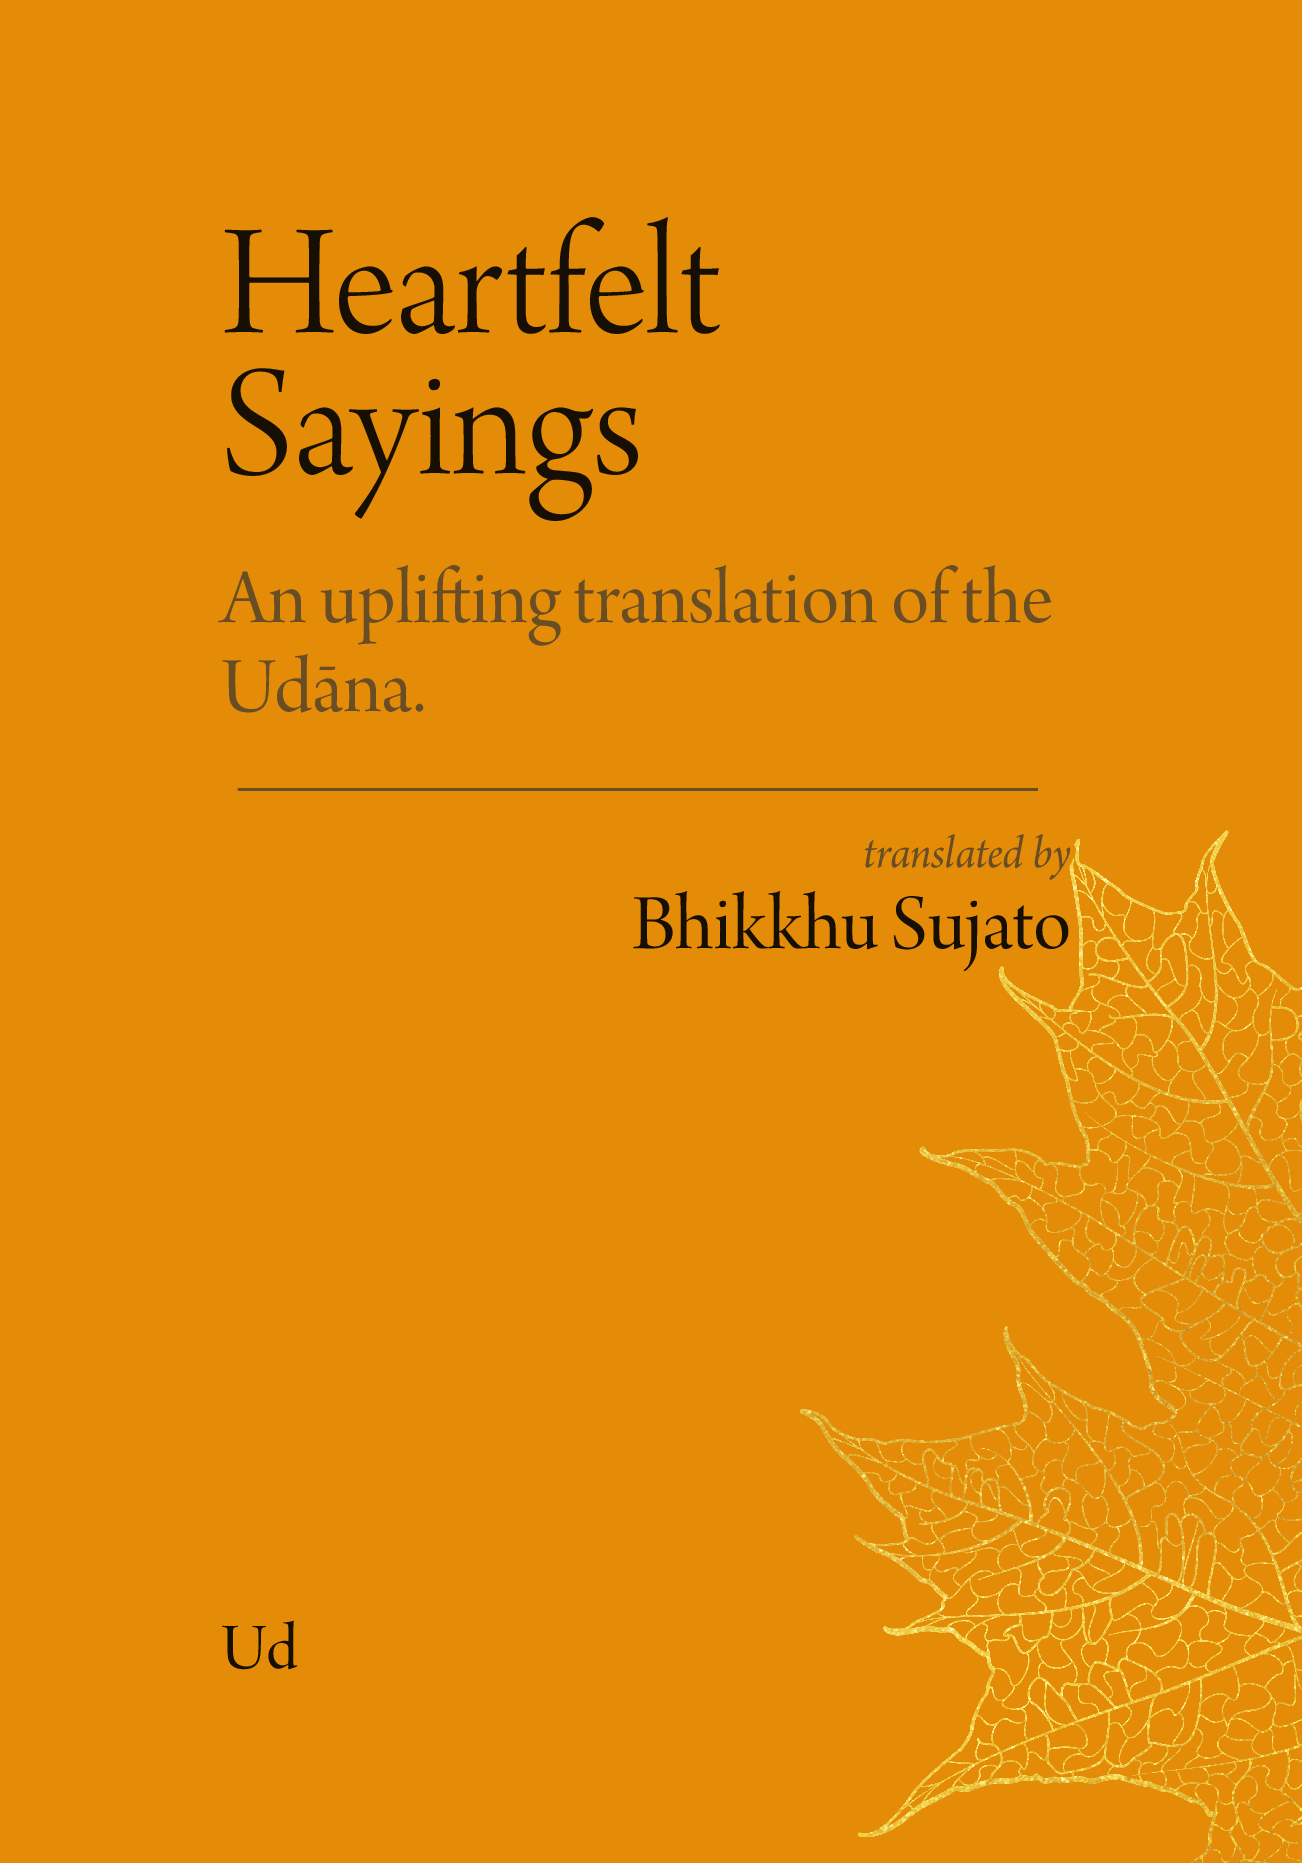 Heartfelt
Sayings
An uplifting translation of the
Udāna.
translated by
Bhikkhu Sujato
Ud